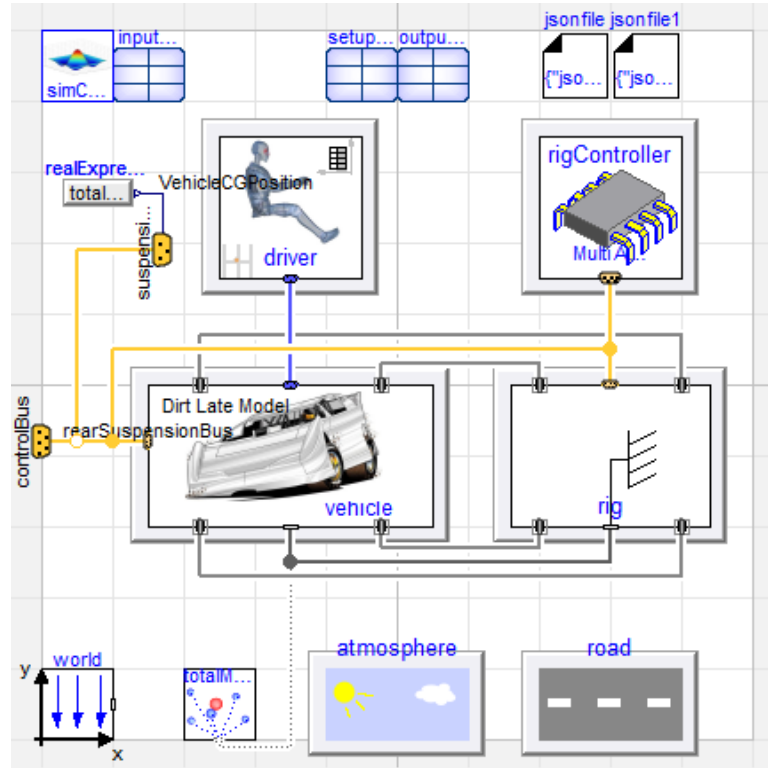 jsonfile jsonfile1
input...
setup... outpu...
simC...
{"jso... {"jso...
realExpre...
total...
VehicleCGPosition
rigController
suspensi...
driver
Multi A...
controlBus
Dirt Late Model
rearSuspensionBus
vehicle
rig
world
totalM...
atmosphere
road
y
x